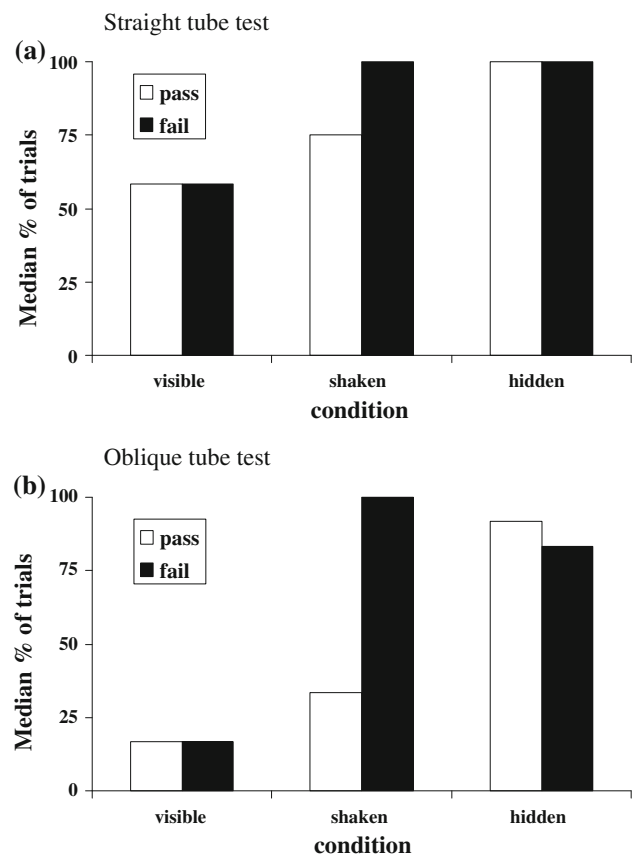 Straight tube test
(a)
100
75
50
25
0
Median % of trials
pass
fail
visible shaken hidden
condition
Oblique tube test
(b)
100
75
50
25
0
Median % of trials
pass
fail
visible shaken hidden
condition